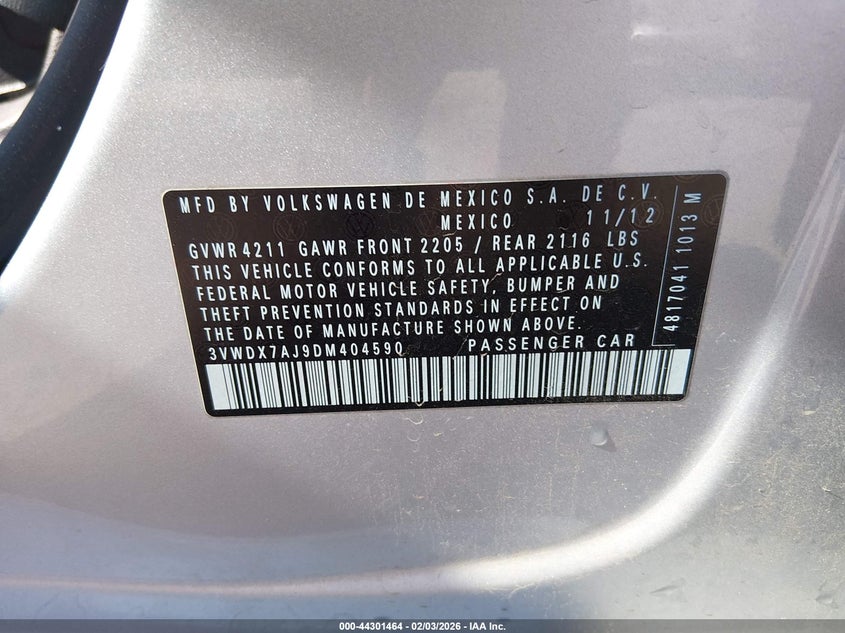 MFD BY VOLKSWAGEN DE MEXICO S.A. DE C.V.
MEXICO 11/12
GVWR 4211 GAWR FRONT 2205 / REAR 2116 LBS
THIS VEHICLE CONFORMS TO ALL APPLICABLE U.S.
FEDERAL MOTOR VEHICLE SAFETY, BUMPER AND
THEFT PREVENTION STANDARDS IN EFFECT ON
THE DATE OF MANUFACTURE SHOWN ABOVE.
3VWDX7AJ9DM404590 PASSENGER CAR
4817041 1013 M
000-44301464 - 02/03/2026 - IAA Inc.